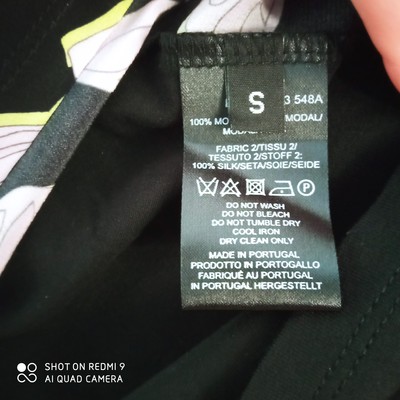 S
3 548A
100% MODAL/
FABRIC 2/TISSU 2/
TESSUTO 2/STOFF 2:
100% SILK/SETA/SOIE/SEIDE
DO NOT WASH
DO NOT BLEACH
DO NOT TUMBLE DRY
COOL IRON
DRY CLEAN ONLY
MADE IN PORTUGAL
PRODOTTO IN PORTOGALLO
FABRIQUÉ AU PORTUGAL
IN PORTUGAL HERGESTELLT
SHOT ON REDMI 9
AI QUAD CAMERA